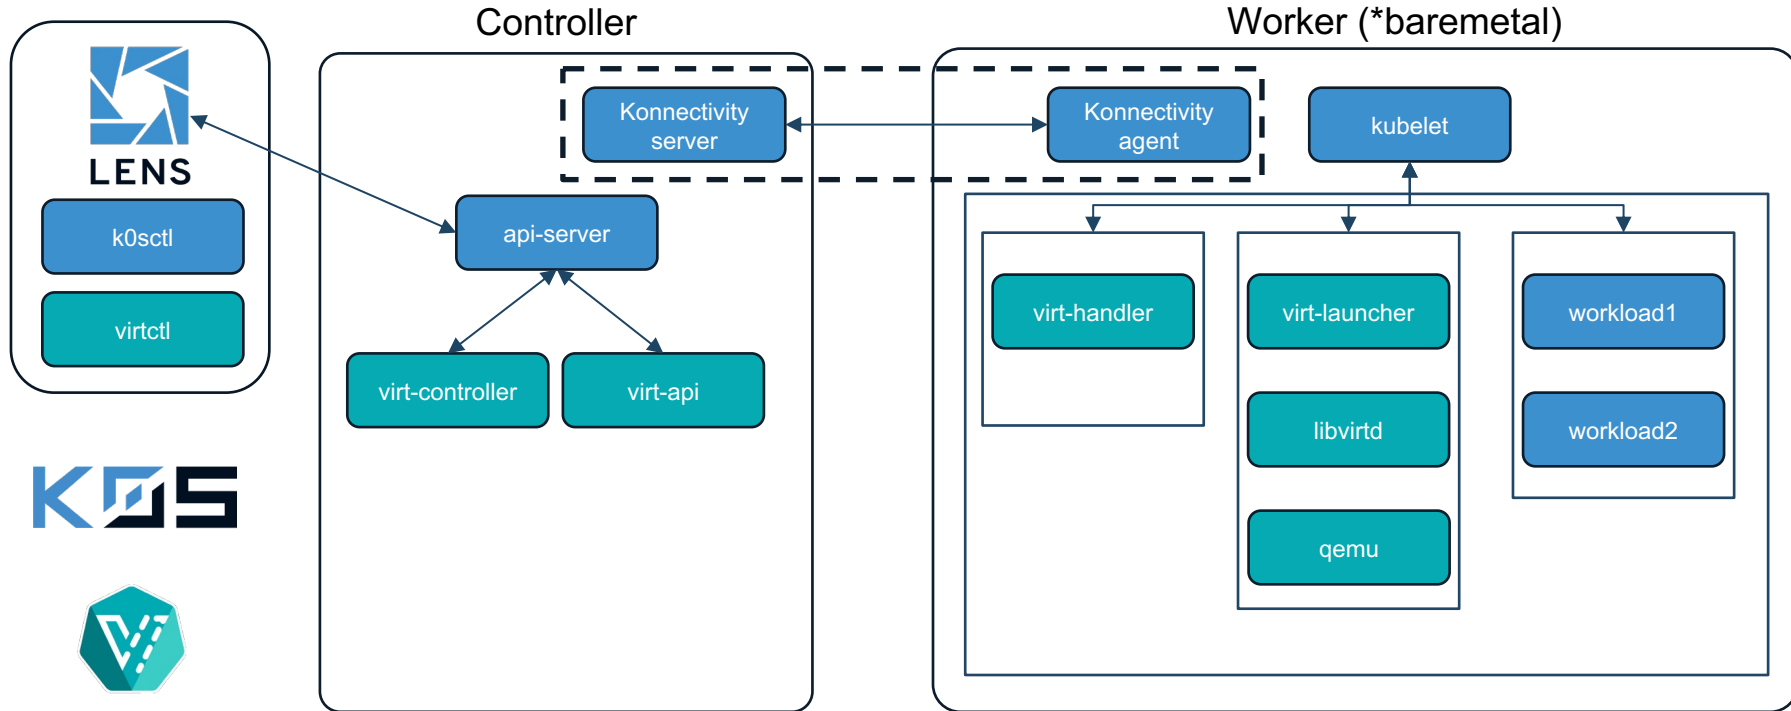 Controller
Worker (*baremetal)
LENS
k0sctl
virtctl
K0S
Konnectivity
server
Konnectivity
agent
kubelet
api-server
virt-controller
virt-api
virt-handler
virt-launcher
libvirtd
qemu
workload1
workload2